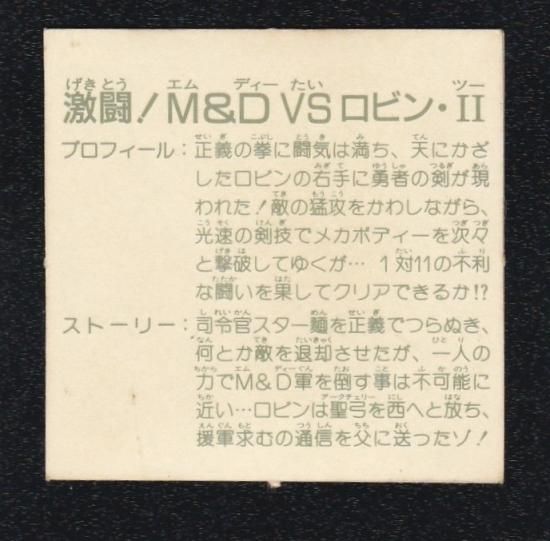 激闘！M&D VS ロビン・II
プロフィール：正義の拳に闘気は満ち、天にかざ
したロビンの右手に勇者の剣が現
われた！敵の猛攻をかわしながら、
光速の剣技でメカボディーを次々
と撃破してゆくが…１対11の不利
な闘いを果してクリアできるか!?
ストーリー：司令官スター麺を正義でつらぬき、
何とか敵を退却させたが、一人の
力でM&D軍を倒す事は不可能に
近い…ロビンは聖弓を西へと放ち、
援軍求むの通信を父に送ったゾ！